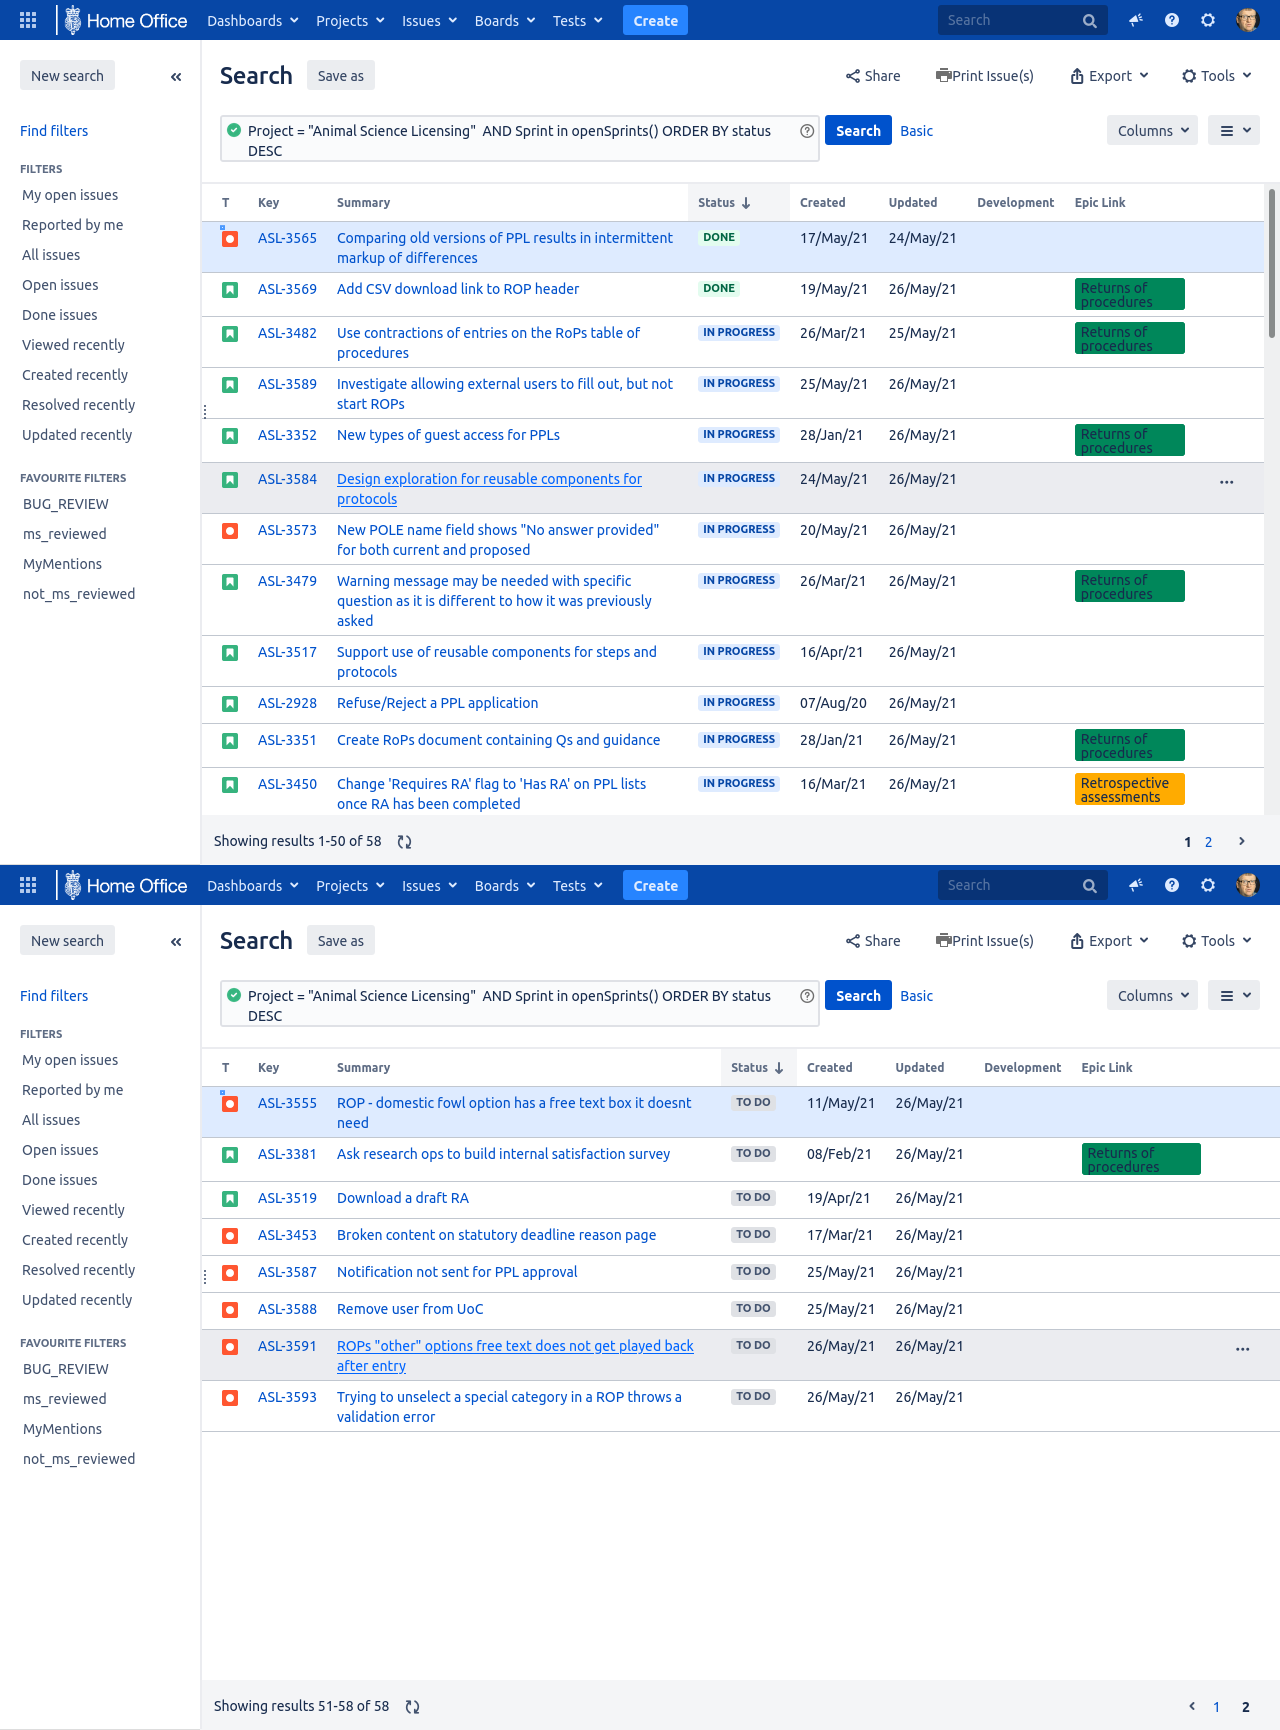 Home Office Dashboards Projects Issues Boards Tests Create Search
New search
Search Save as Share Print Issue(s) Export Tools
Find filters
Project = "Animal Science Licensing"  AND Sprint in openSprints() ORDER BY status
DESC
Search Basic Columns
FILTERS
My open issues
Reported by me
All issues
Open issues
Done issues
Viewed recently
Created recently
Resolved recently
Updated recently
FAVOURITE FILTERS
BUG_REVIEW
ms_reviewed
MyMentions
not_ms_reviewed
T Key Summary Status Created Updated Development Epic Link
ASL-3565 Comparing old versions of PPL results in intermittent DONE 17/May/21 24/May/21
markup of differences
ASL-3569 Add CSV download link to ROP header DONE 19/May/21 26/May/21 Returns of
procedures
ASL-3482 Use contractions of entries on the RoPs table of IN PROGRESS 26/Mar/21 25/May/21 Returns of
procedures procedures
ASL-3589 Investigate allowing external users to fill out, but not IN PROGRESS 25/May/21 26/May/21
start ROPs
ASL-3352 New types of guest access for PPLs IN PROGRESS 28/Jan/21 26/May/21 Returns of
procedures
ASL-3584 Design exploration for reusable components for IN PROGRESS 24/May/21 26/May/21
protocols
ASL-3573 New POLE name field shows "No answer provided" IN PROGRESS 20/May/21 26/May/21
for both current and proposed
ASL-3479 Warning message may be needed with specific IN PROGRESS 26/Mar/21 26/May/21 Returns of
question as it is different to how it was previously procedures
asked
ASL-3517 Support use of reusable components for steps and IN PROGRESS 16/Apr/21 26/May/21
protocols
ASL-2928 Refuse/Reject a PPL application IN PROGRESS 07/Aug/20 26/May/21
ASL-3351 Create RoPs document containing Qs and guidance IN PROGRESS 28/Jan/21 26/May/21 Returns of
procedures
ASL-3450 Change 'Requires RA' flag to 'Has RA' on PPL lists IN PROGRESS 16/Mar/21 26/May/21 Retrospective
once RA has been completed assessments
Showing results 1-50 of 58 1 2
Home Office Dashboards Projects Issues Boards Tests Create Search
New search
Search Save as Share Print Issue(s) Export Tools
Find filters
Project = "Animal Science Licensing"  AND Sprint in openSprints() ORDER BY status
DESC
Search Basic Columns
FILTERS
My open issues
Reported by me
All issues
Open issues
Done issues
Viewed recently
Created recently
Resolved recently
Updated recently
FAVOURITE FILTERS
BUG_REVIEW
ms_reviewed
MyMentions
not_ms_reviewed
T Key Summary Status Created Updated Development Epic Link
ASL-3555 ROP - domestic fowl option has a free text box it doesnt TO DO 11/May/21 26/May/21
need
ASL-3381 Ask research ops to build internal satisfaction survey TO DO 08/Feb/21 26/May/21 Returns of
procedures
ASL-3519 Download a draft RA TO DO 19/Apr/21 26/May/21
ASL-3453 Broken content on statutory deadline reason page TO DO 17/Mar/21 26/May/21
ASL-3587 Notification not sent for PPL approval TO DO 25/May/21 26/May/21
ASL-3588 Remove user from UoC TO DO 25/May/21 26/May/21
ASL-3591 ROPs "other" options free text does not get played back TO DO 26/May/21 26/May/21
after entry
ASL-3593 Trying to unselect a special category in a ROP throws a TO DO 26/May/21 26/May/21
validation error
Showing results 51-58 of 58 1 2